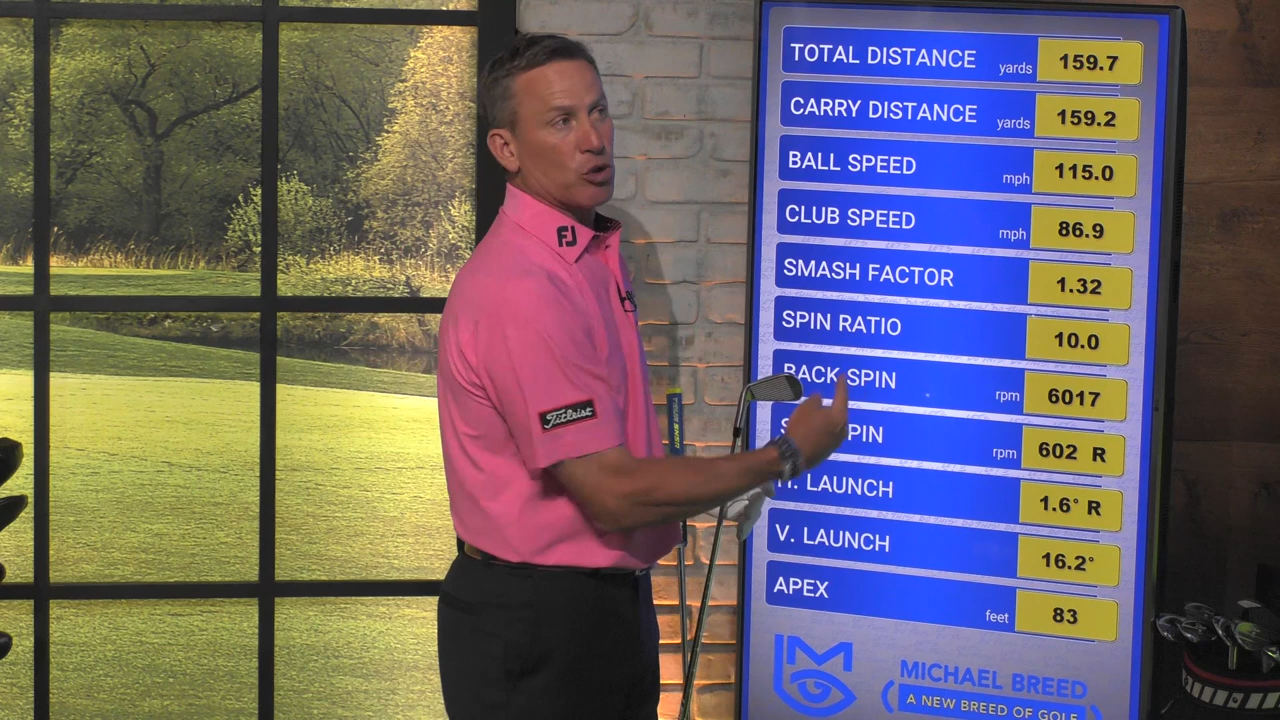 TOTAL DISTANCE yards 159.7
CARRY DISTANCE yards 159.2
BALL SPEED mph 115.0
CLUB SPEED mph 86.9
SMASH FACTOR 1.32
SPIN RATIO 10.0
BACK SPIN rpm 6017
rpm 602 R
H. LAUNCH 1.6° R
V. LAUNCH 16.2°
APEX feet 83
MICHAEL BREED
A NEW BREED OF GOLF
FJ
Titleist